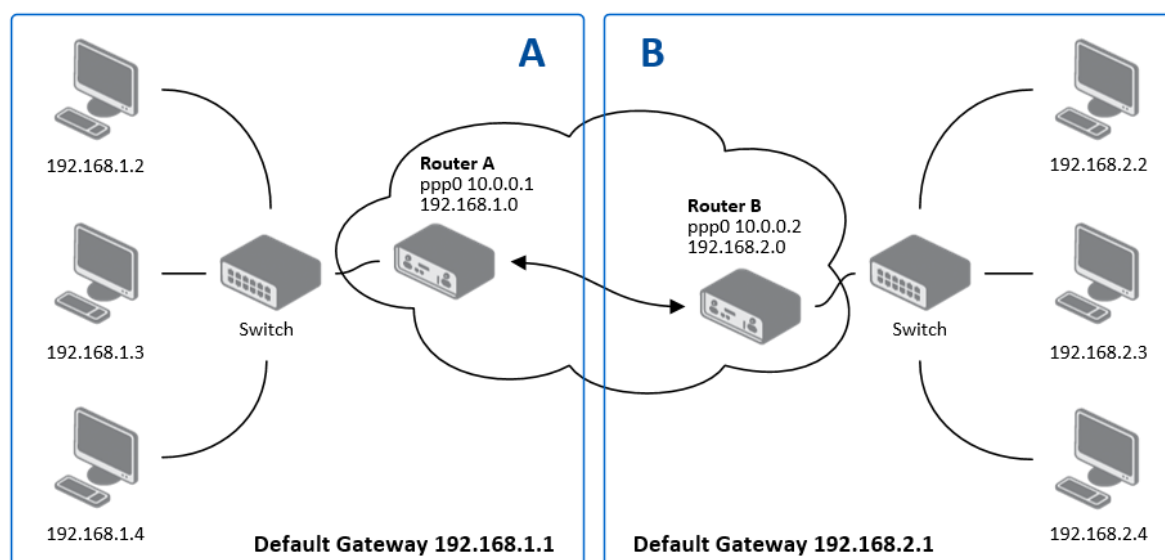 A
B
192.168.1.2
192.168.2.2
Router A
ppp0 10.0.0.1
192.168.1.0
Router B
ppp0 10.0.0.2
192.168.2.0
Switch
Switch
192.168.1.3
192.168.2.3
192.168.1.4
Default Gateway 192.168.1.1
Default Gateway 192.168.2.1
192.168.2.4